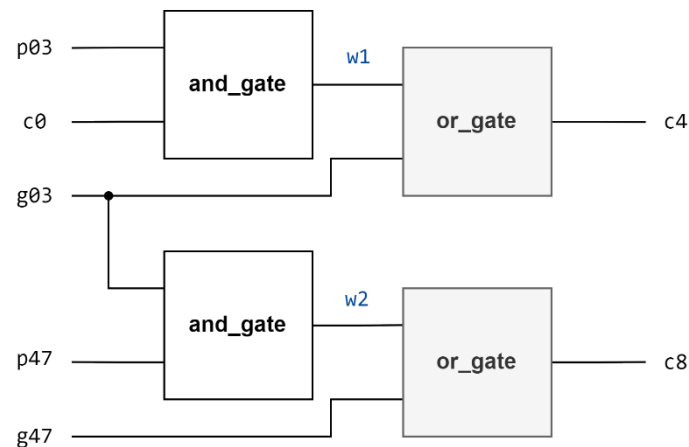 p03
w1
and_gate
c0
or_gate
c4
g03
w2
and_gate
p47
or_gate
c8
g47